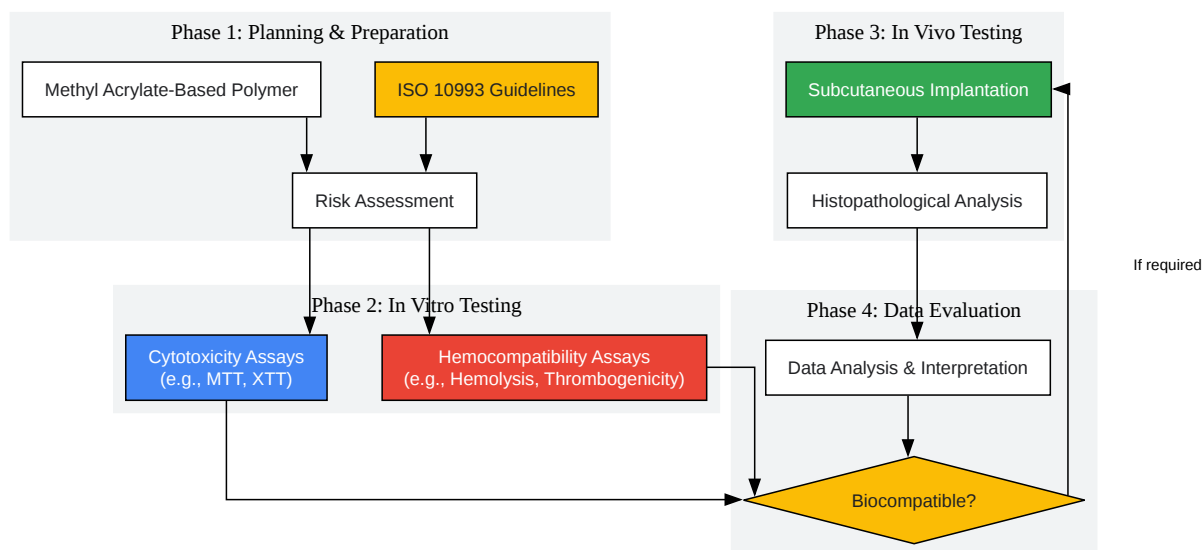 Phase 1: Planning & Preparation
Methyl Acrylate-Based Polymer
ISO 10993 Guidelines
Risk Assessment
Phase 2: In Vitro Testing
Cytotoxicity Assays
(e.g., MTT, XTT)
Hemocompatibility Assays
(e.g., Hemolysis, Thrombogenicity)
Phase 3: In Vivo Testing
Subcutaneous Implantation
Histopathological Analysis
If required
Phase 4: Data Evaluation
Data Analysis & Interpretation
Biocompatible?